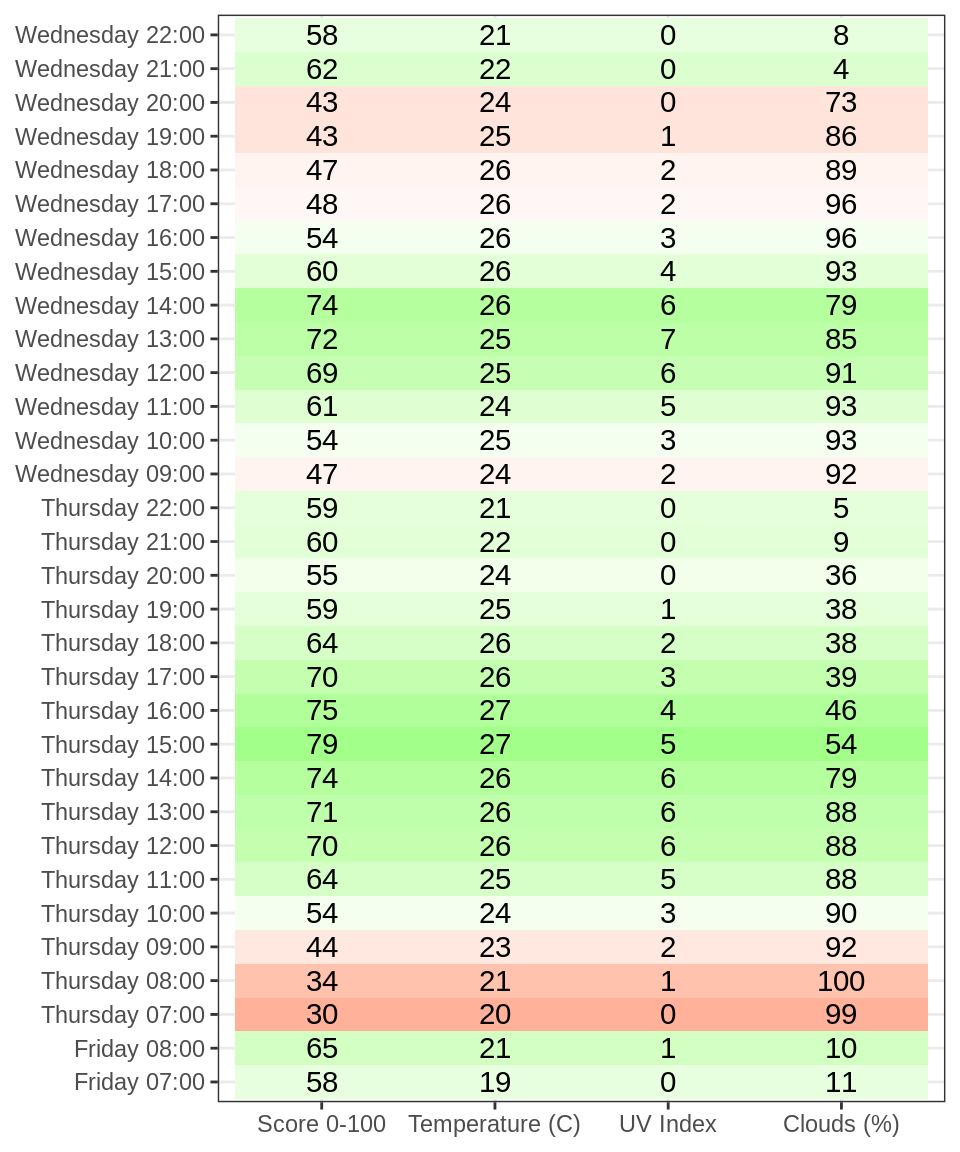 Wednesday 22:00 58 21 0 8
Wednesday 21:00 62 22 0 4
Wednesday 20:00 43 24 0 73
Wednesday 19:00 43 25 1 86
Wednesday 18:00 47 26 2 89
Wednesday 17:00 48 26 2 96
Wednesday 16:00 54 26 3 96
Wednesday 15:00 60 26 4 93
Wednesday 14:00 74 26 6 79
Wednesday 13:00 72 25 7 85
Wednesday 12:00 69 25 6 91
Wednesday 11:00 61 24 5 93
Wednesday 10:00 54 25 3 93
Wednesday 09:00 47 24 2 92
Thursday 22:00 59 21 0 5
Thursday 21:00 60 22 0 9
Thursday 20:00 55 24 0 36
Thursday 19:00 59 25 1 38
Thursday 18:00 64 26 2 38
Thursday 17:00 70 26 3 39
Thursday 16:00 75 27 4 46
Thursday 15:00 79 27 5 54
Thursday 14:00 74 26 6 79
Thursday 13:00 71 26 6 88
Thursday 12:00 70 26 6 88
Thursday 11:00 64 25 5 88
Thursday 10:00 54 24 3 90
Thursday 09:00 44 23 2 92
Thursday 08:00 34 21 1 100
Thursday 07:00 30 20 0 99
Friday 08:00 65 21 1 10
Friday 07:00 58 19 0 11
Score 0-100 Temperature (C) UV Index Clouds (%)